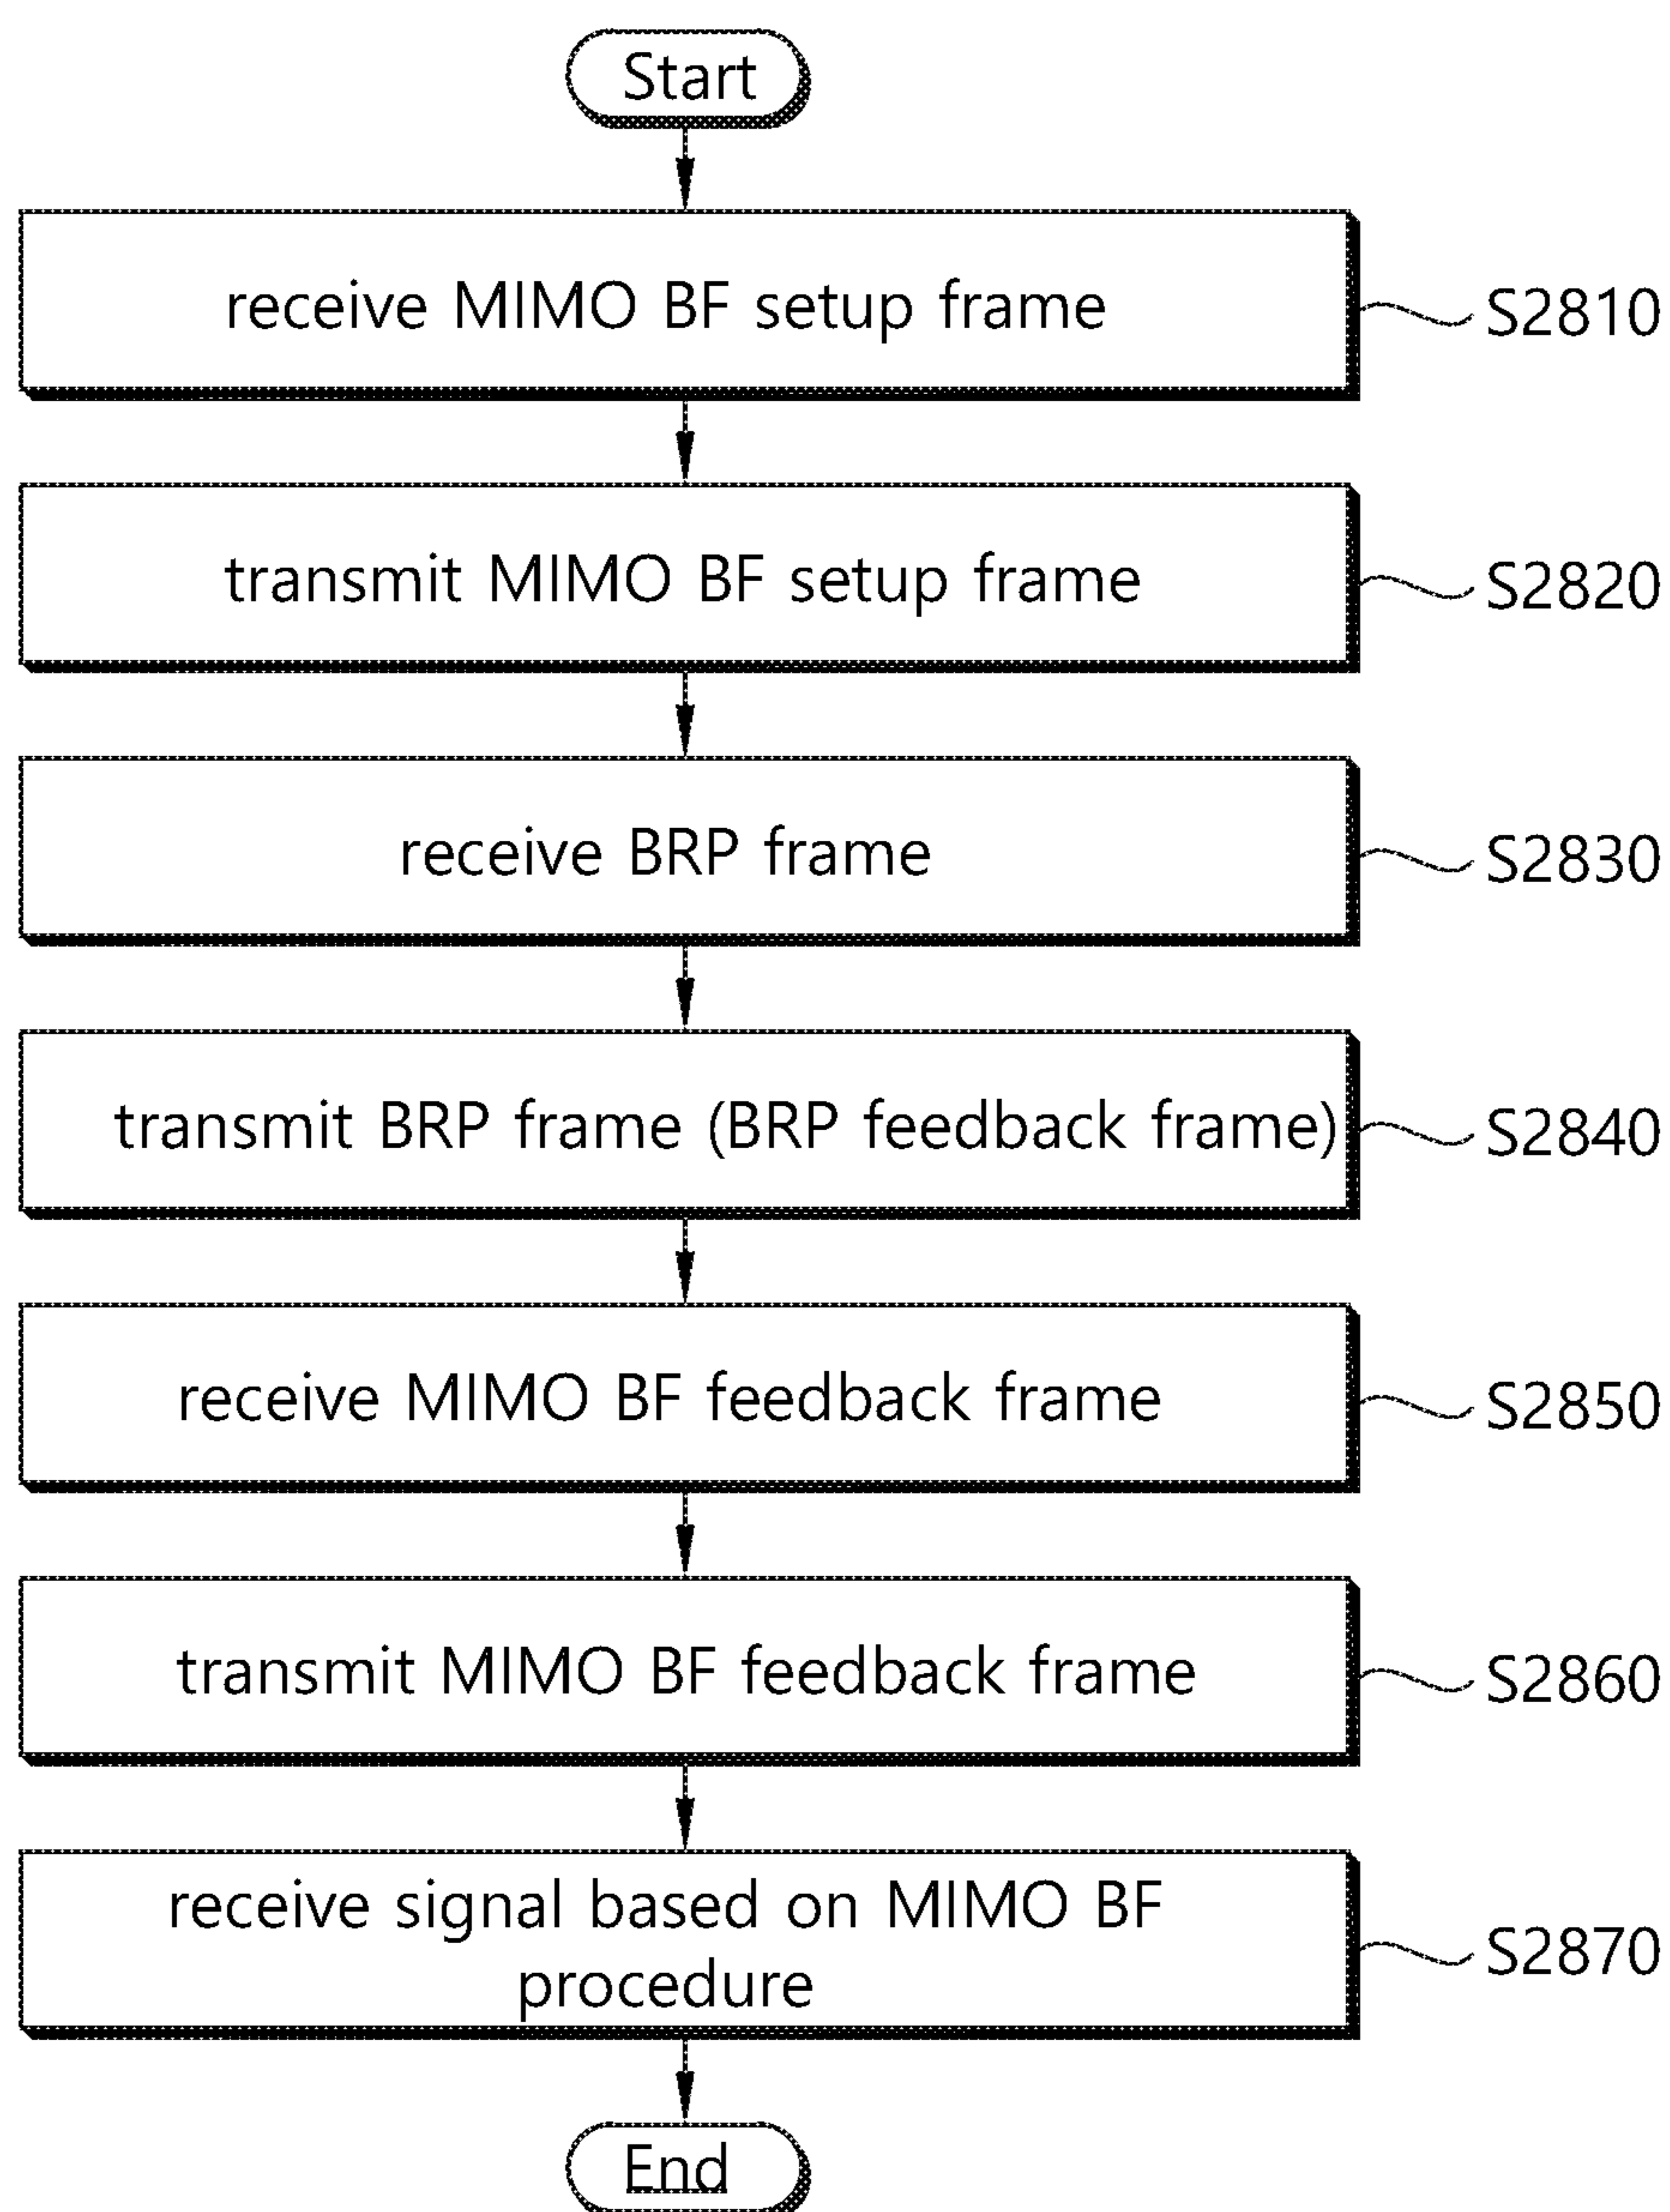 Start
receive MIMO BF setup frame
S2810
transmit MIMO BF setup frame
S2820
receive BRP frame
S2830
transmit BRP frame (BRP feedback frame)
S2840
receive MIMO BF feedback frame
S2850
transmit MIMO BF feedback frame
S2860
receive signal based on MIMO BF
procedure
S2870
End